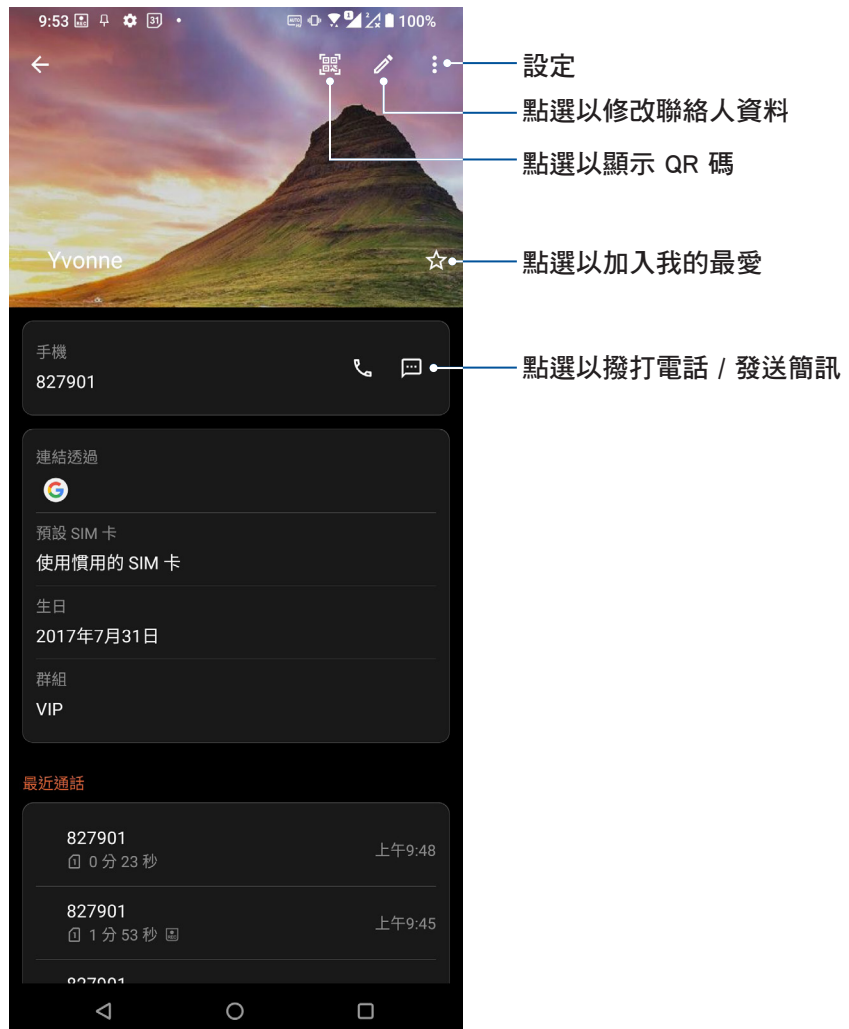 9:53 31 100%
設定
點選以修改聯絡人資料
點選以顯示 QR 碼
Yvonne
點選以加入我的最愛
手機
827901
點選以撥打電話 / 發送簡訊
連結透過
預設 SIM 卡
使用慣用的 SIM 卡
生日
2017年7月31日
群組
VIP
最近通話
827901
上午9:48
1 0 分 23 秒
827901
上午9:45
1 1 分 53 秒 REC
827901